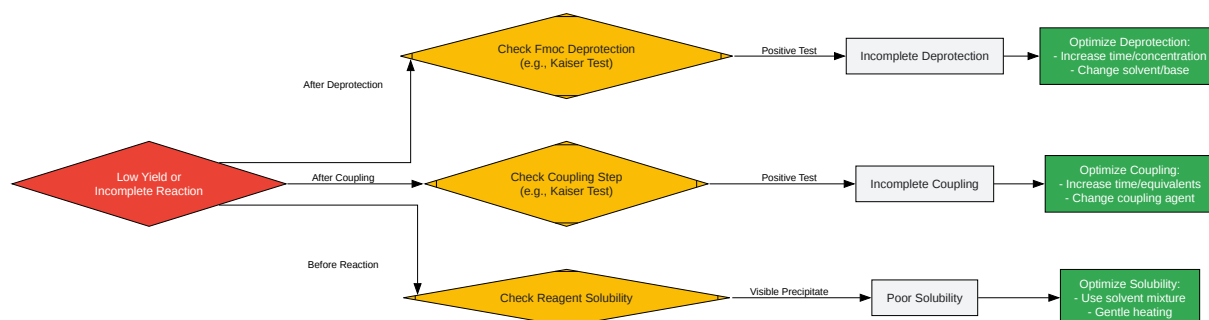 Check Fmoc Deprotection
(e.g., Kaiser Test)
Positive Test
Incomplete Deprotection
Optimize Deprotection:
- Increase time/concentration
- Change solvent/base
After Deprotection
Low Yield or
Incomplete Reaction
After Coupling
Check Coupling Step
(e.g., Kaiser Test)
Positive Test
Incomplete Coupling
Optimize Coupling:
- Increase time/equivalents
- Change coupling agent
Before Reaction
Check Reagent Solubility
Visible Precipitate
Poor Solubility
Optimize Solubility:
- Use solvent mixture
- Gentle heating